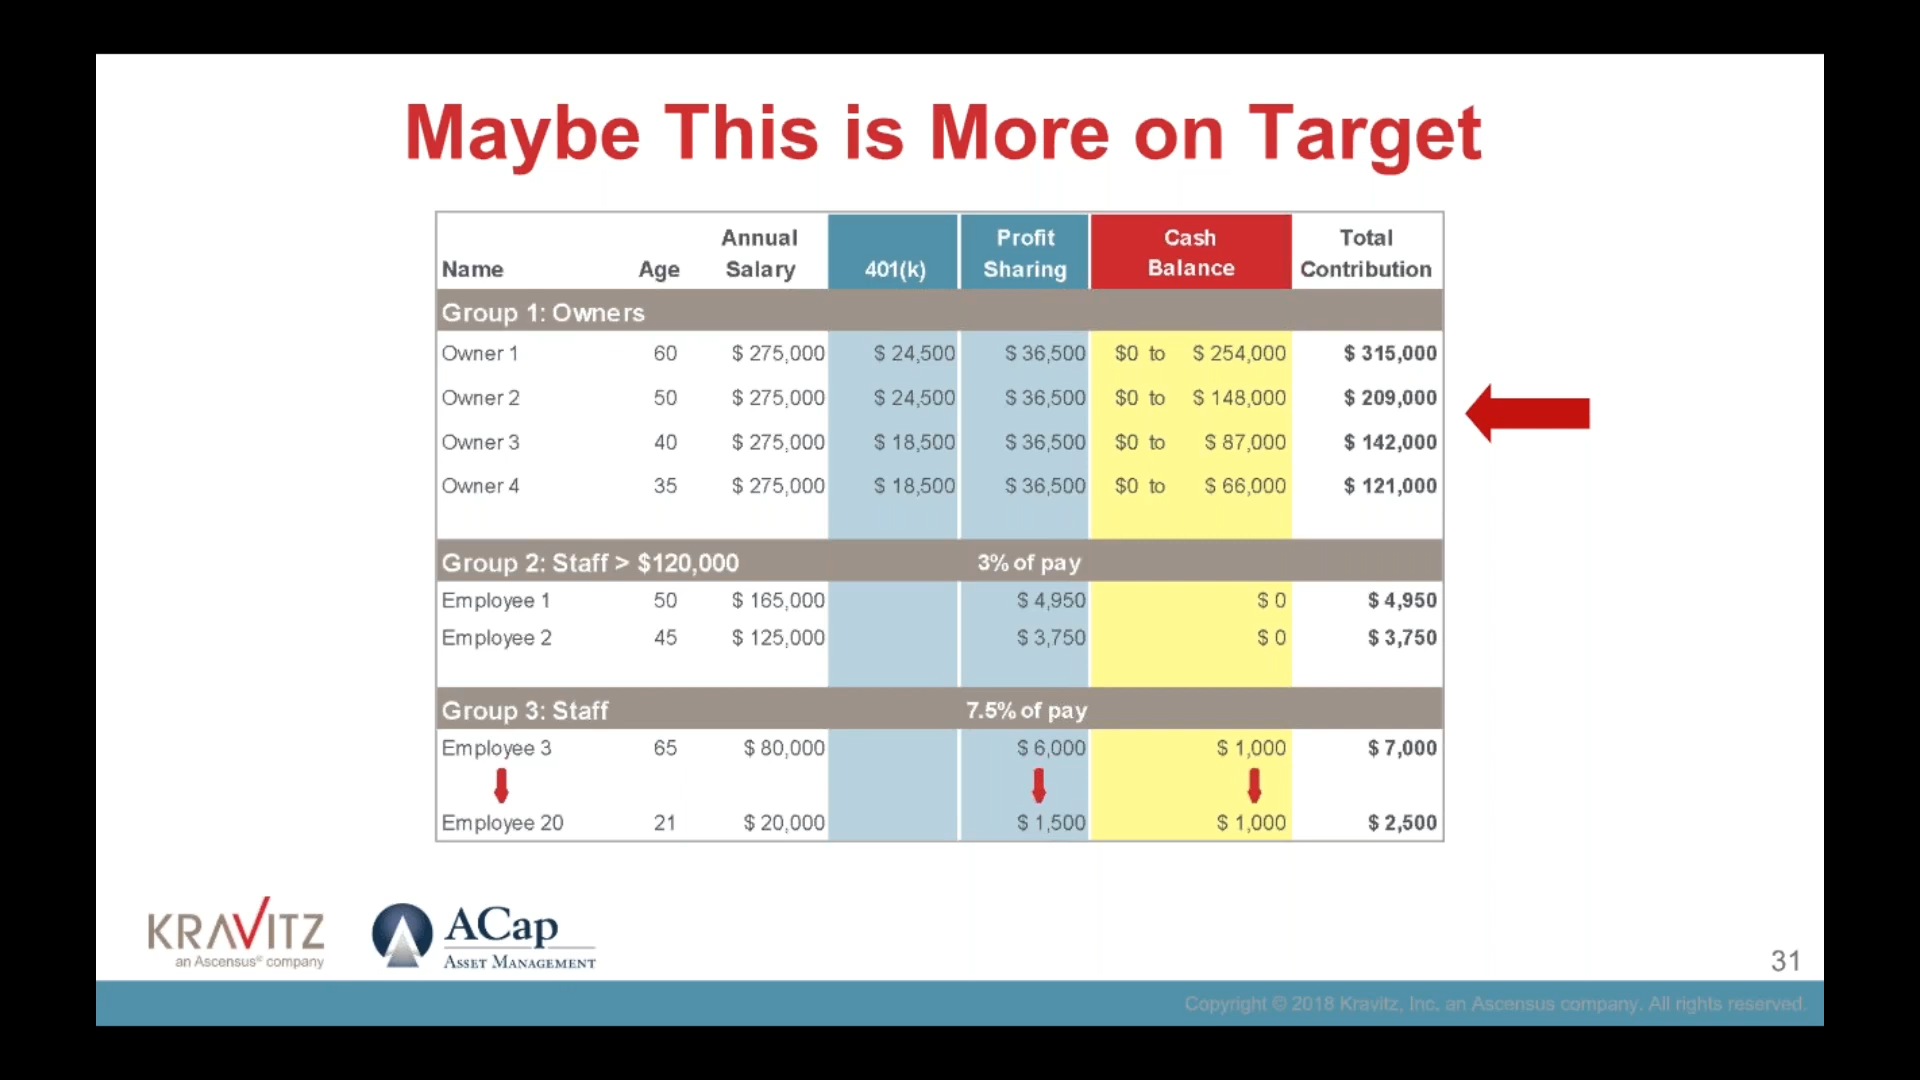 Maybe This is More on Target
Name Age Annual Salary 401(k) Profit Sharing Cash Balance Total Contribution
Group 1: Owners
Owner 1 60 $ 275,000 $ 24,500 $ 36,500 $0 to $ 254,000 $ 315,000
Owner 2 50 $ 275,000 $ 24,500 $ 36,500 $0 to $ 148,000 $ 209,000
Owner 3 40 $ 275,000 $ 18,500 $ 36,500 $0 to $ 87,000 $ 142,000
Owner 4 35 $ 275,000 $ 18,500 $ 36,500 $0 to $ 66,000 $ 121,000
Group 2: Staff > $120,000 3% of pay
Employee 1 50 $ 165,000 $ 4,950 $ 0 $ 4,950
Employee 2 45 $ 125,000 $ 3,750 $ 0 $ 3,750
Group 3: Staff 7.5% of pay
Employee 3 65 $ 80,000 $ 6,000 $ 1,000 $ 7,000
Employee 20 21 $ 20,000 $ 1,500 $ 1,000 $ 2,500
KRAVITZ
an Ascensus® company
ACap
ASSET MANAGEMENT
31
Copyright © 2018 Kravitz, Inc. an Ascensus company. All rights reserved.